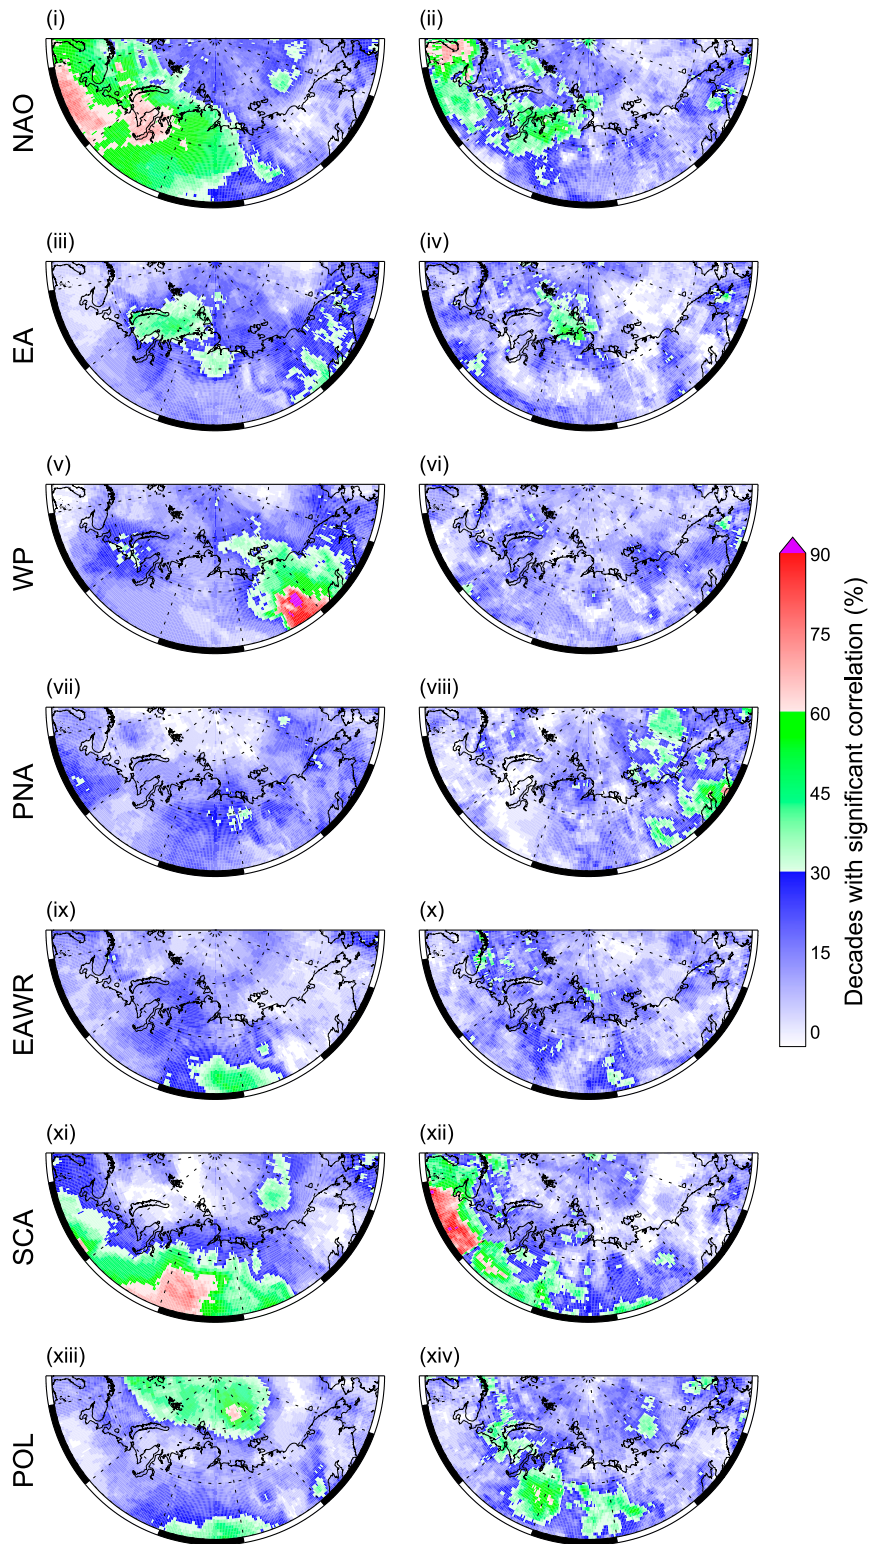 (i)
(ii)
NAO
(iii)
(iv)
EA
(v)
(vi)
WP
(vii)
(viii)
PNA
(ix)
(x)
EAWR
(xi)
(xii)
SCA
(xiii)
(xiv)
POL
90
75
60
45
30
15
0
Decades with significant correlation (%)